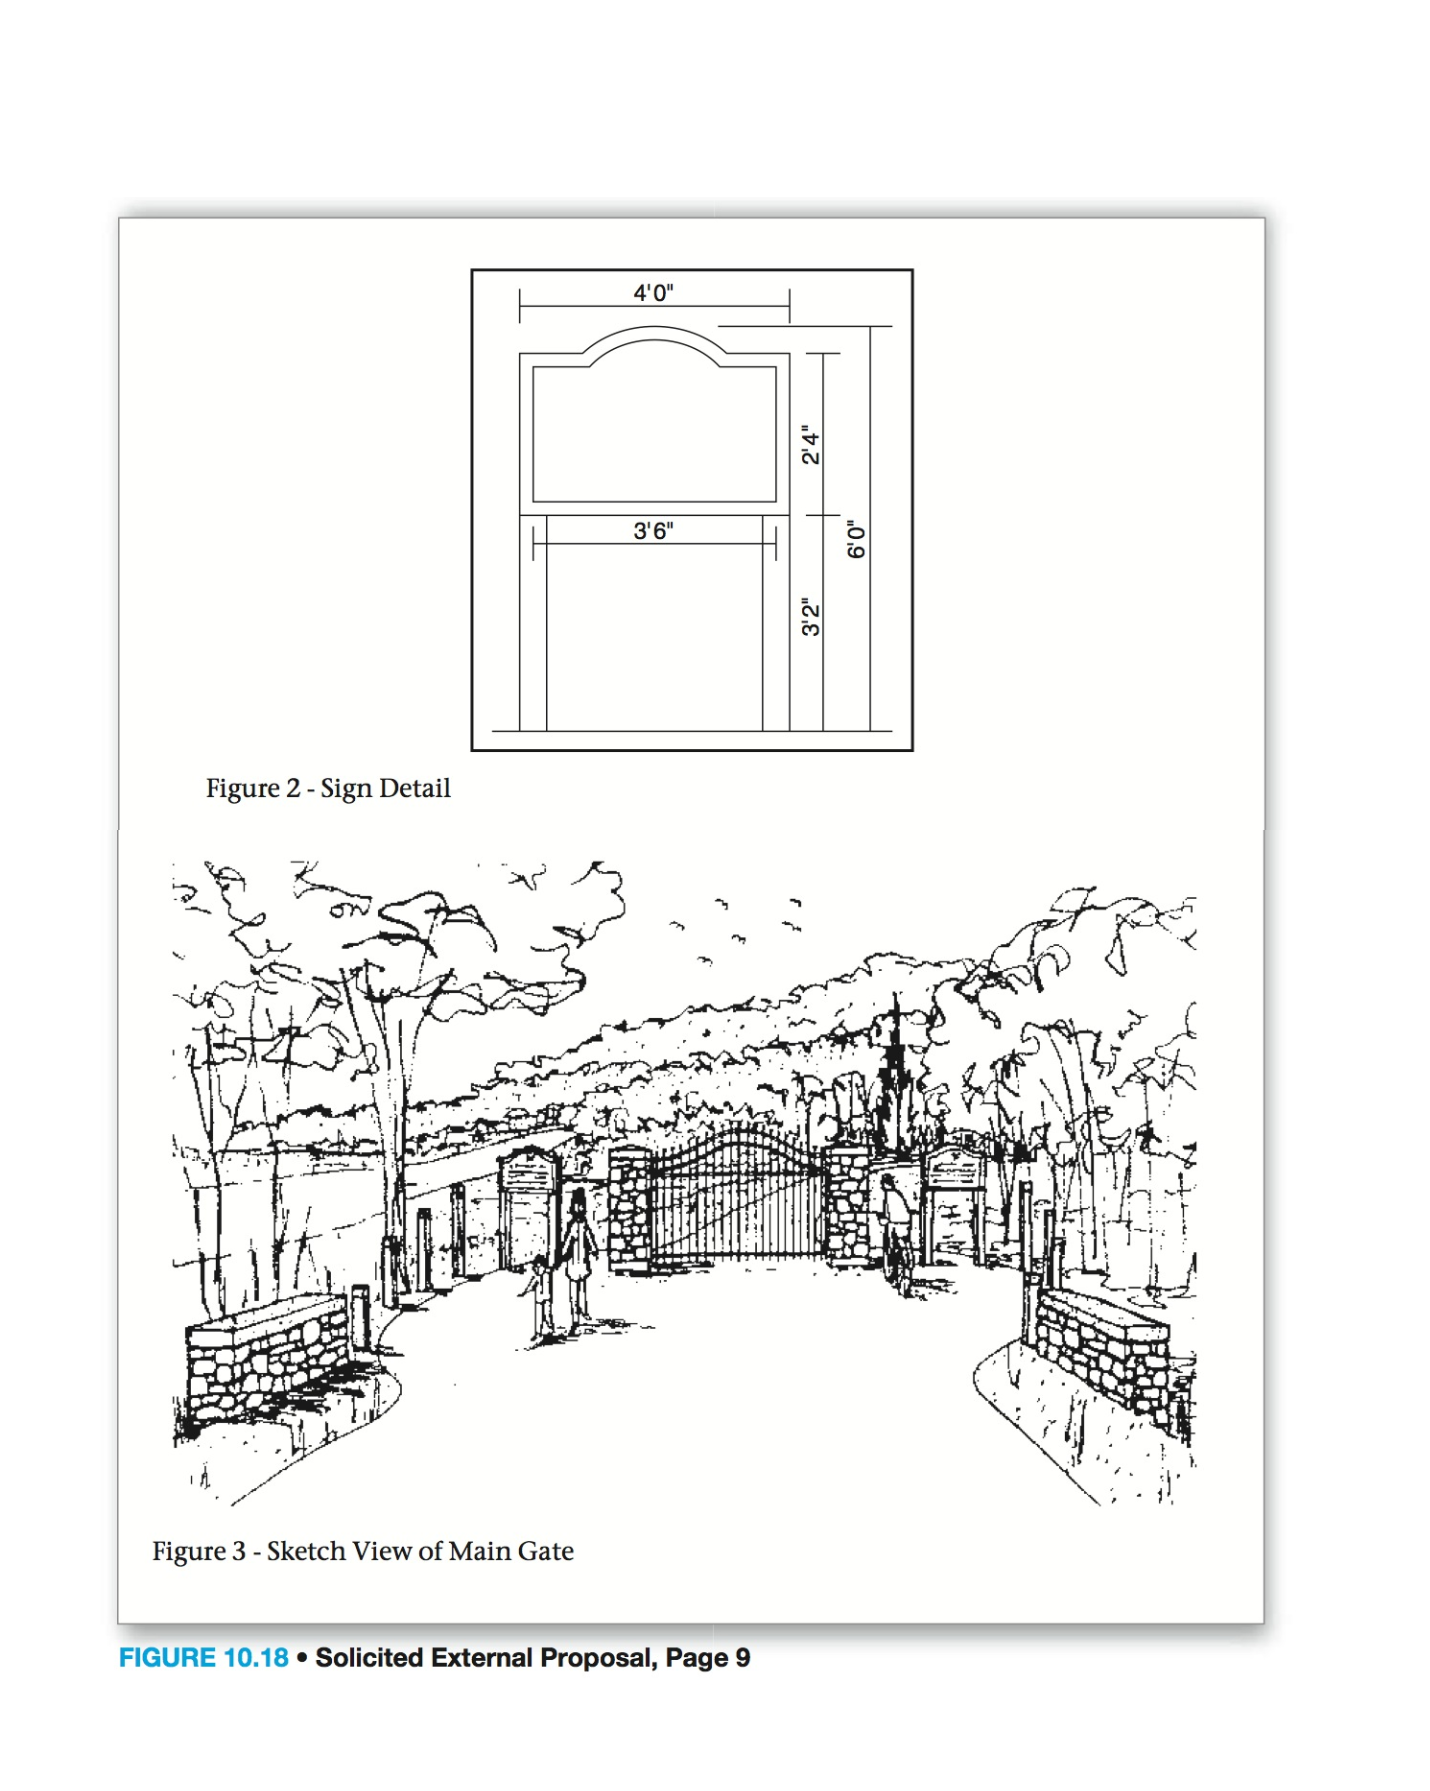 4'0"
2'4"
3'6"
6'0"
3'2"
Figure 2 - Sign Detail
Figure 3 - Sketch View of Main Gate
FIGURE 10.18 • Solicited External Proposal, Page 9